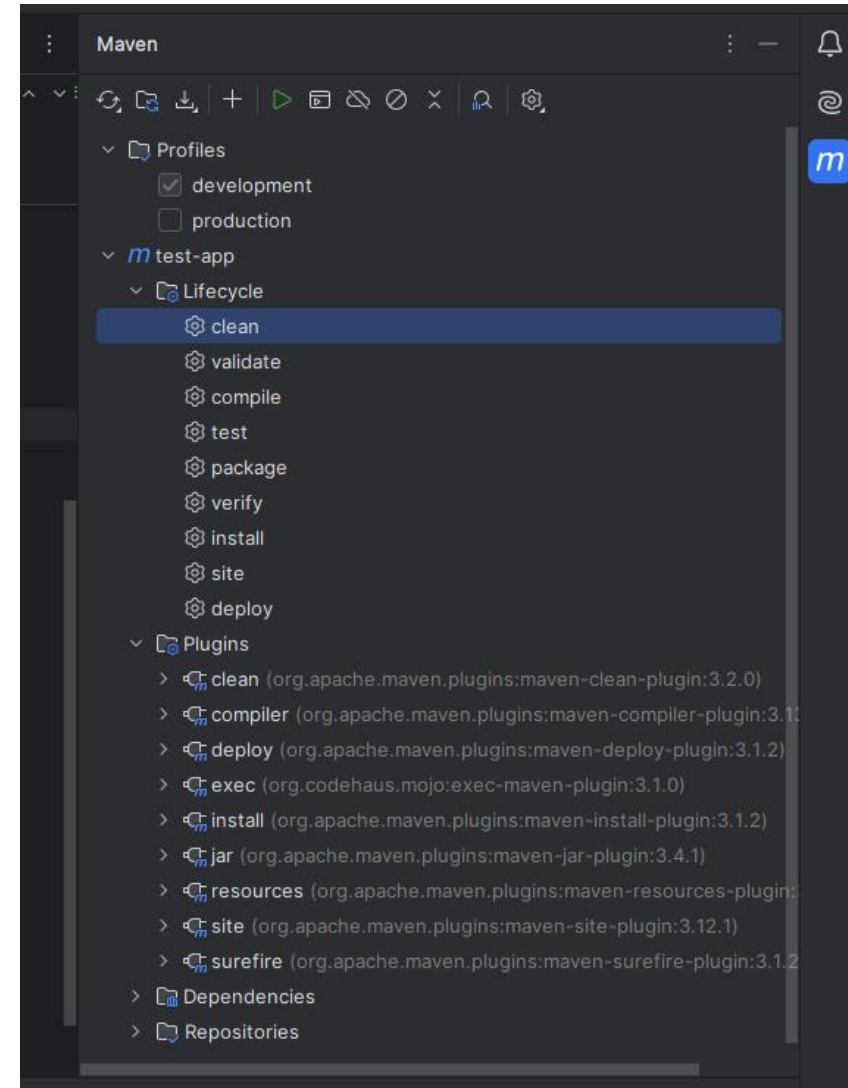 Maven
Profiles
development
production
m test-app
Lifecycle
clean
validate
compile
test
package
verify
install
site
deploy
Plugins
clean (org.apache.maven.plugins:maven-clean-plugin:3.2.0)
compiler (org.apache.maven.plugins:maven-compiler-plugin:3.13
deploy (org.apache.maven.plugins:maven-deploy-plugin:3.1.2)
exec (org.codehaus.mojo:exec-maven-plugin:3.1.0)
install (org.apache.maven.plugins:maven-install-plugin:3.1.2)
jar (org.apache.maven.plugins:maven-jar-plugin:3.4.1)
resources (org.apache.maven.plugins:maven-resources-plugin:
site (org.apache.maven.plugins:maven-site-plugin:3.12.1)
surefire (org.apache.maven.plugins:maven-surefire-plugin:3.1.2
Dependencies
Repositories
m